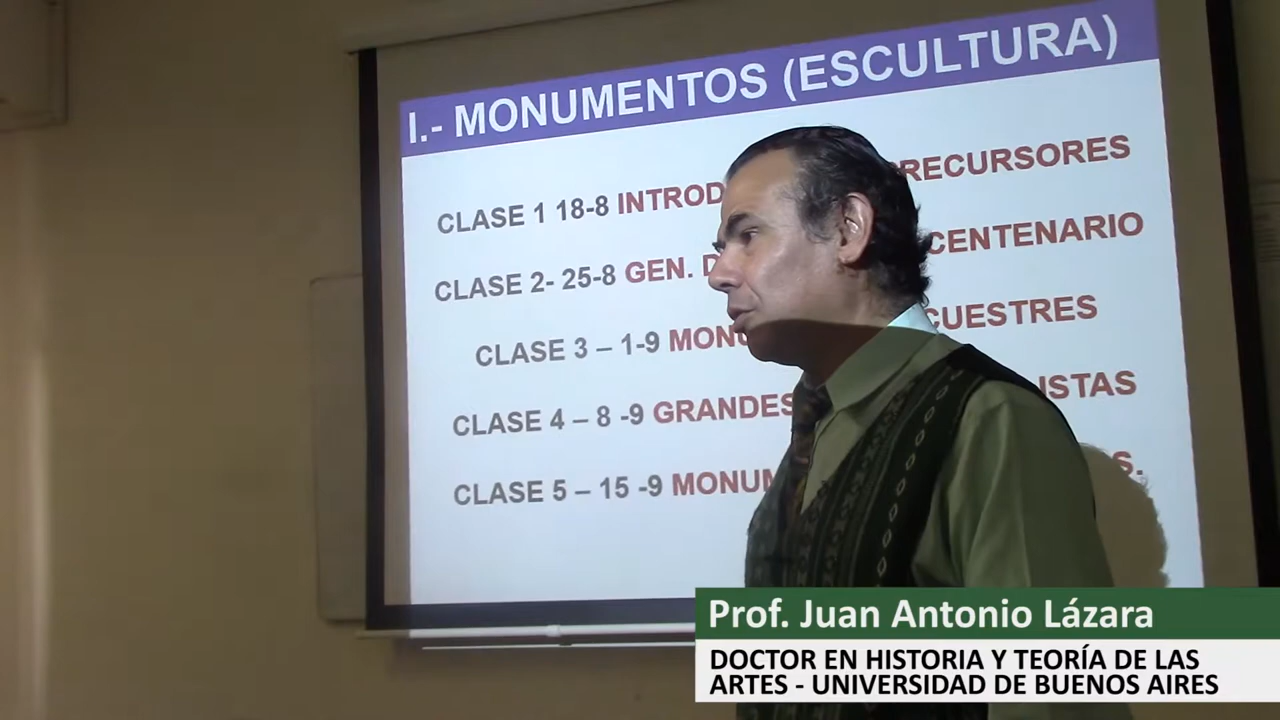 I.- MONUMENTOS (ESCULTURA)
CLASE 1 18-8 INTROD PRECURSORES
CLASE 2- 25-8 GEN. D CENTENARIO
CLASE 3 – 1-9 MONU CUESTRES
CLASE 4 – 8 -9 GRANDES ISTAS
CLASE 5 – 15 -9 MONUM S.
Prof. Juan Antonio Lázara
DOCTOR EN HISTORIA Y TEORÍA DE LAS
ARTES - UNIVERSIDAD DE BUENOS AIRES